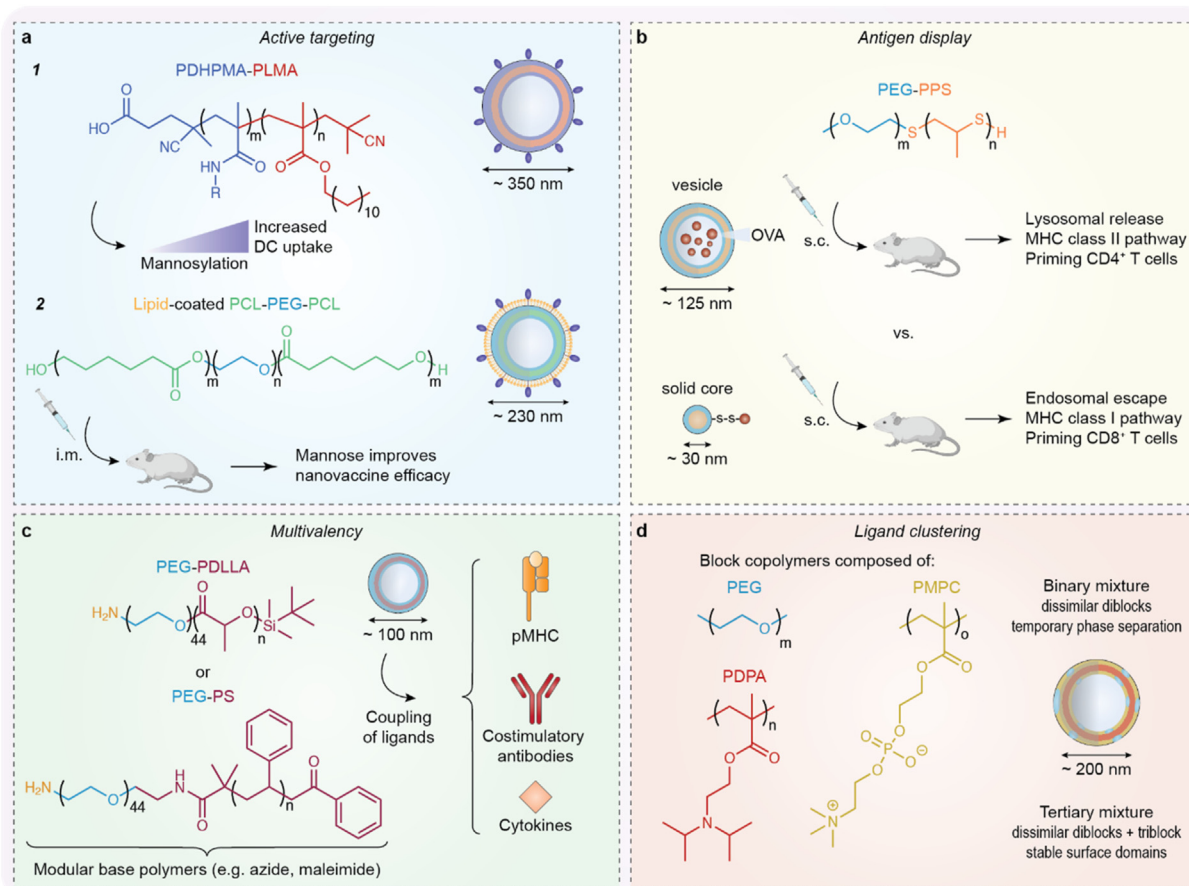 a
Active targeting
1
PDHPMA-PLMA
O
HO
NC
m
n
CN
HN
O
R
O
O
10
~ 350 nm
Increased
DC uptake
Mannosylation
2
Lipid-coated PCL-PEG-PCL
HO
O
O
m
O
n
O
O
H
m
~ 230 nm
i.m.
Mannose improves
nanovaccine efficacy
b
Antigen display
PEG-PPS
O
m
S
S
H
n
vesicle
OVA
~ 125 nm
s.c.
Lysosomal release
MHC class II pathway
Priming CD4⁺ T cells
vs.
solid core
-s-s-
~ 30 nm
s.c.
Endosomal escape
MHC class I pathway
Priming CD8⁺ T cells
c
Multivalency
PEG-PDLLA
H₂N
O
44
O
O
n
Si
or
PEG-PS
H₂N
O
44
H
N
O
n
O
Modular base polymers (e.g. azide, maleimide)
~ 100 nm
Coupling
of ligands
pMHC
Costimulatory
antibodies
Cytokines
d
Ligand clustering
Block copolymers composed of:
PEG
O
m
PDPA
n
O
O
N
PMPC
o
O
O
O
P
O
O⊖
O
⊕
N
Binary mixture
dissimilar diblocks
temporary phase separation
~ 200 nm
Tertiary mixture
dissimilar diblocks + triblock
stable surface domains